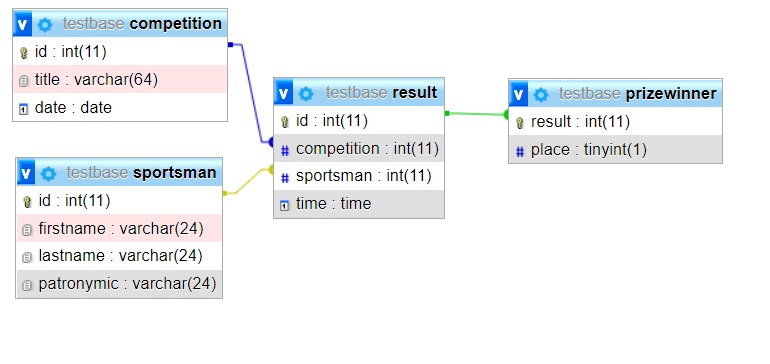 v testbase competition
id : int(11)
title : varchar(64)
date : date
v testbase sportsman
id : int(11)
firstname : varchar(24)
lastname : varchar(24)
patronymic : varchar(24)
v testbase result
id : int(11)
# competition : int(11)
# sportsman : int(11)
time : time
v testbase prizewinner
result : int(11)
# place : tinyint(1)